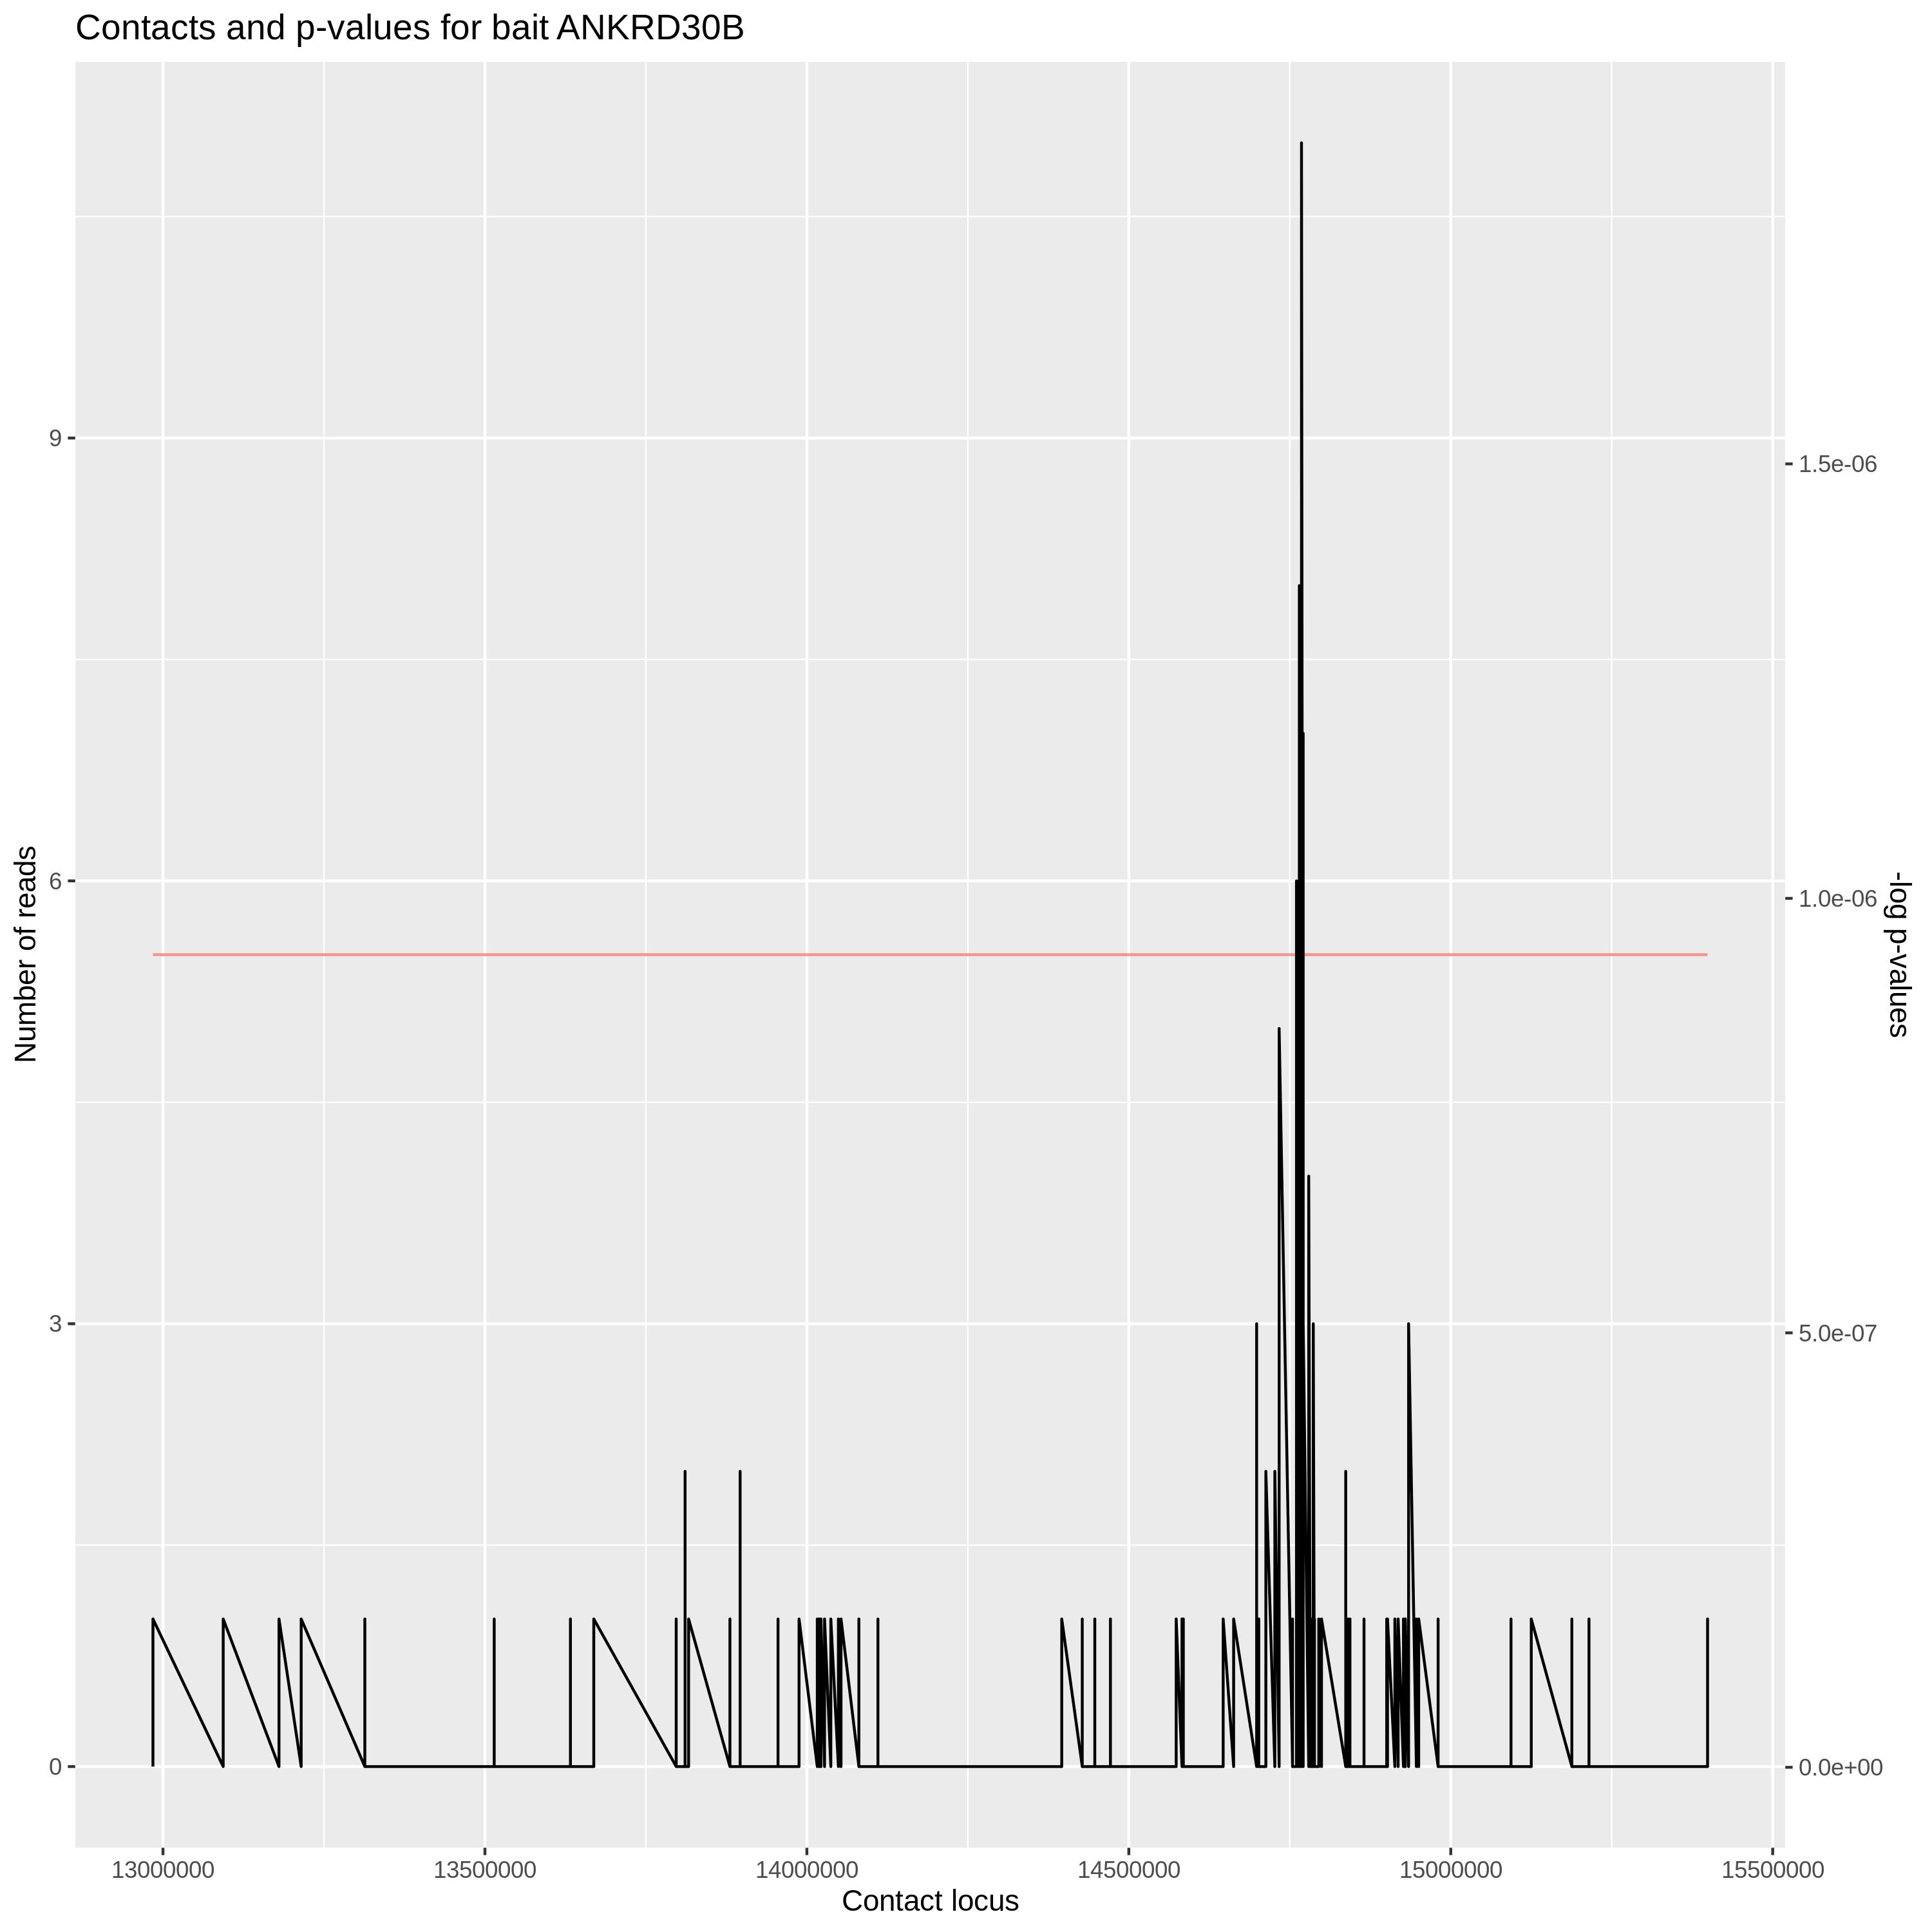 Contacts and p-values for bait ANKRD30B
9
6
3
0
Number of reads
1.5e-06
1.0e-06
5.0e-07
0.0e+00
-log p-values
13000000 13500000 14000000 14500000 15000000 15500000
Contact locus